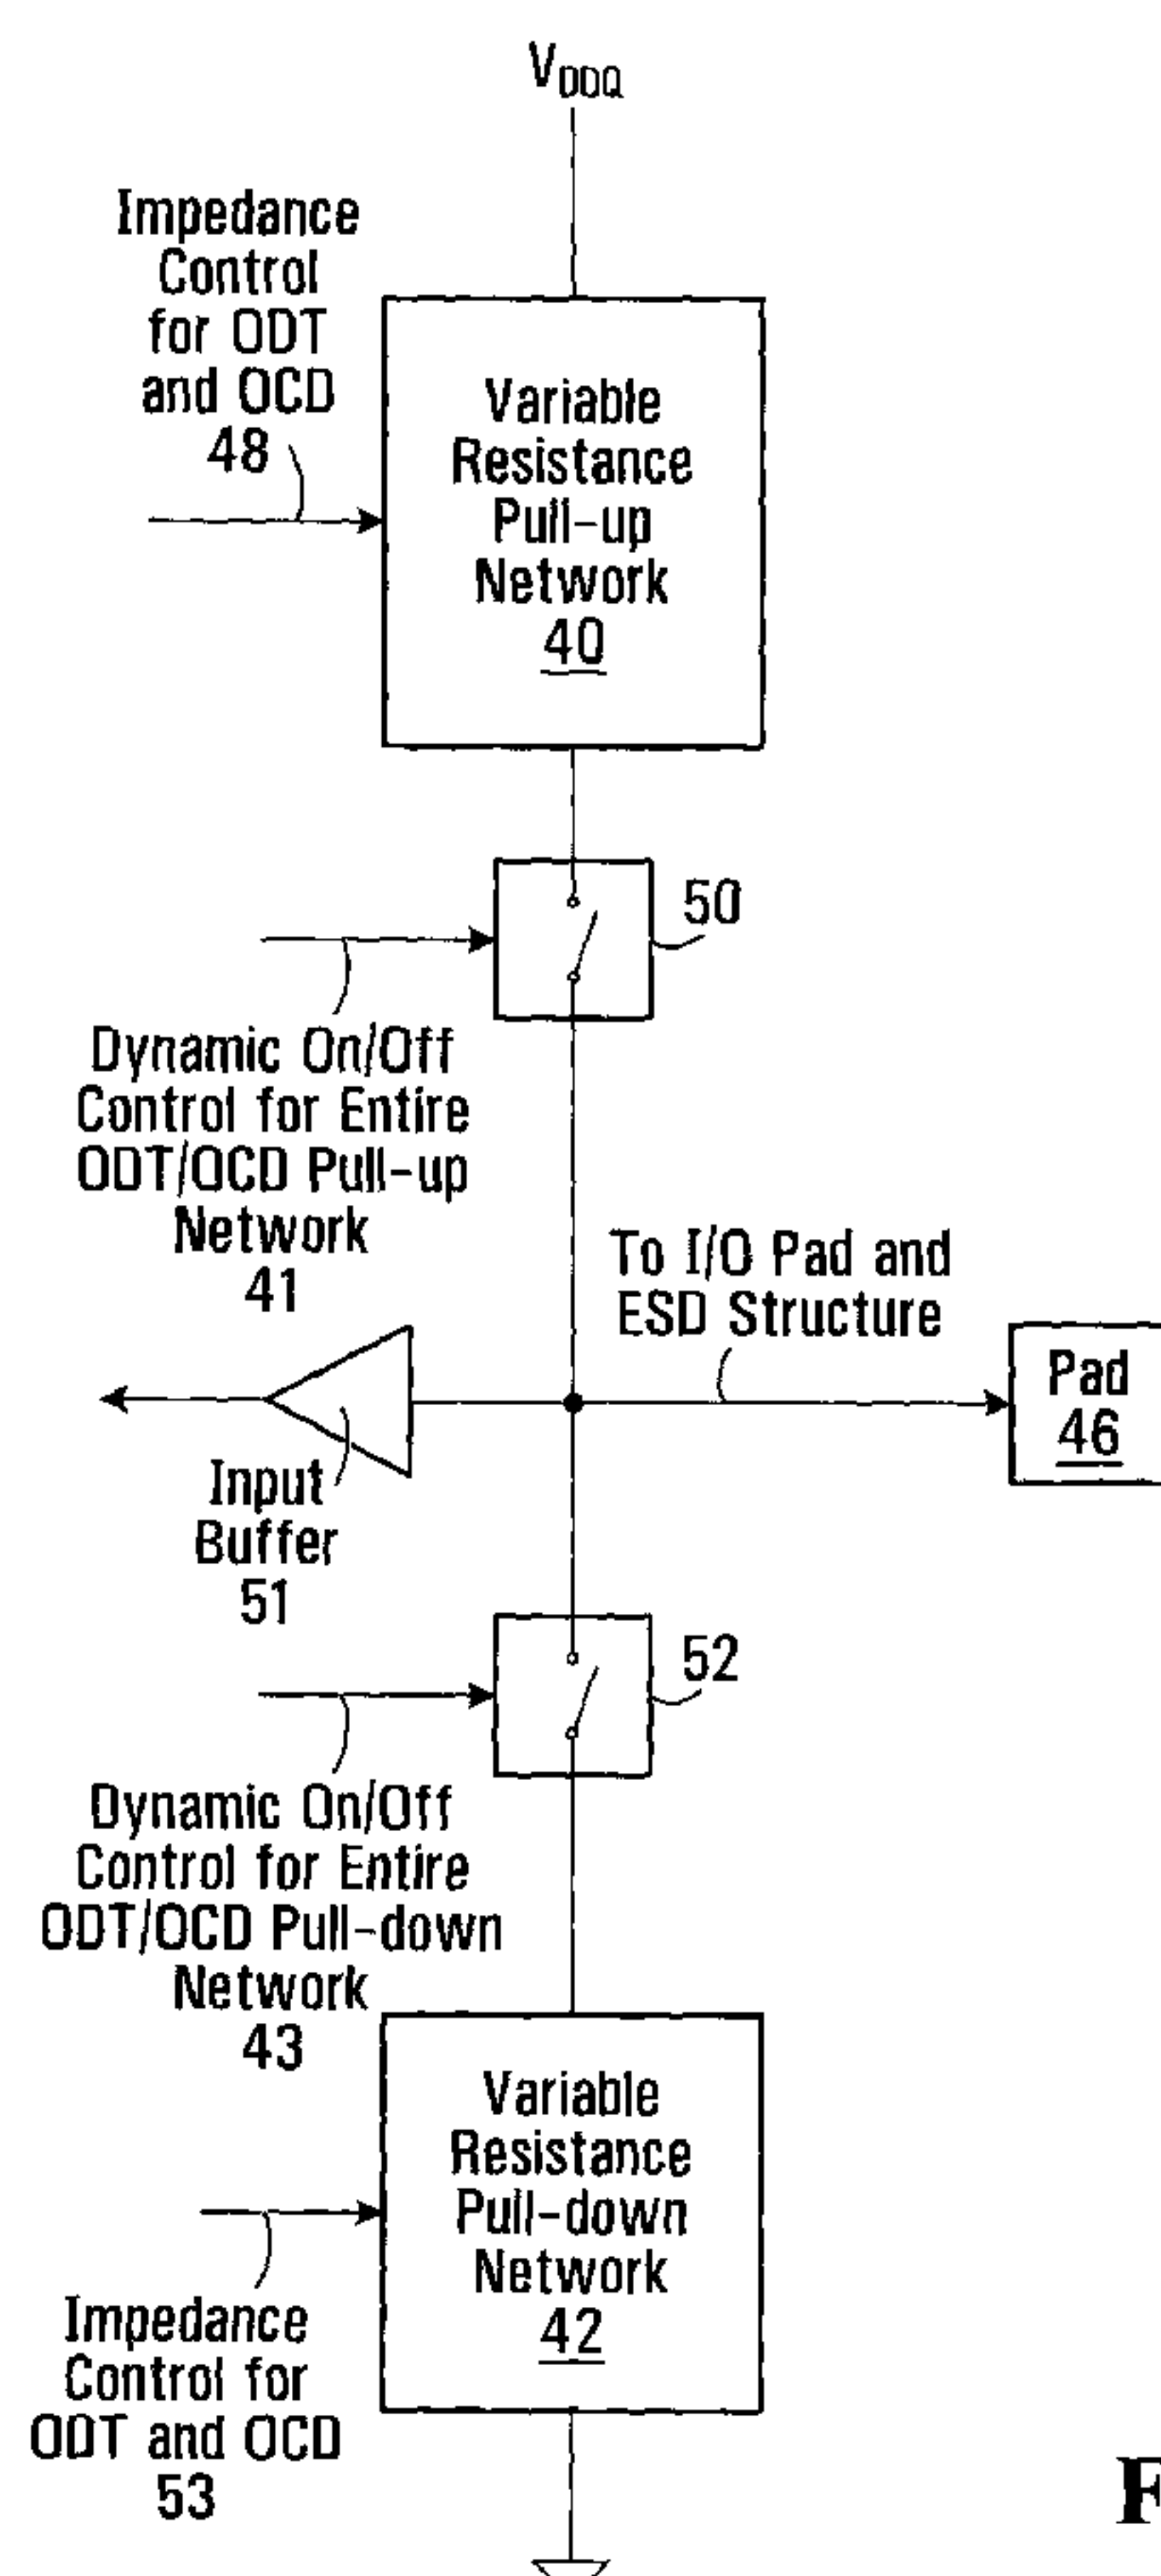 VDDQ
Impedance
Control
for ODT
and OCD
48
Variable
Resistance
Pull-up
Network
40
50
Dynamic On/Off
Control for Entire
ODT/OCD Pull-up
Network
41
To I/O Pad and
ESD Structure
Pad
46
Input
Buffer
51
52
Dynamic On/Off
Control for Entire
ODT/OCD Pull-down
Network
43
Variable
Resistance
Pull-down
Network
42
Impedance
Control for
ODT and OCD
53
F